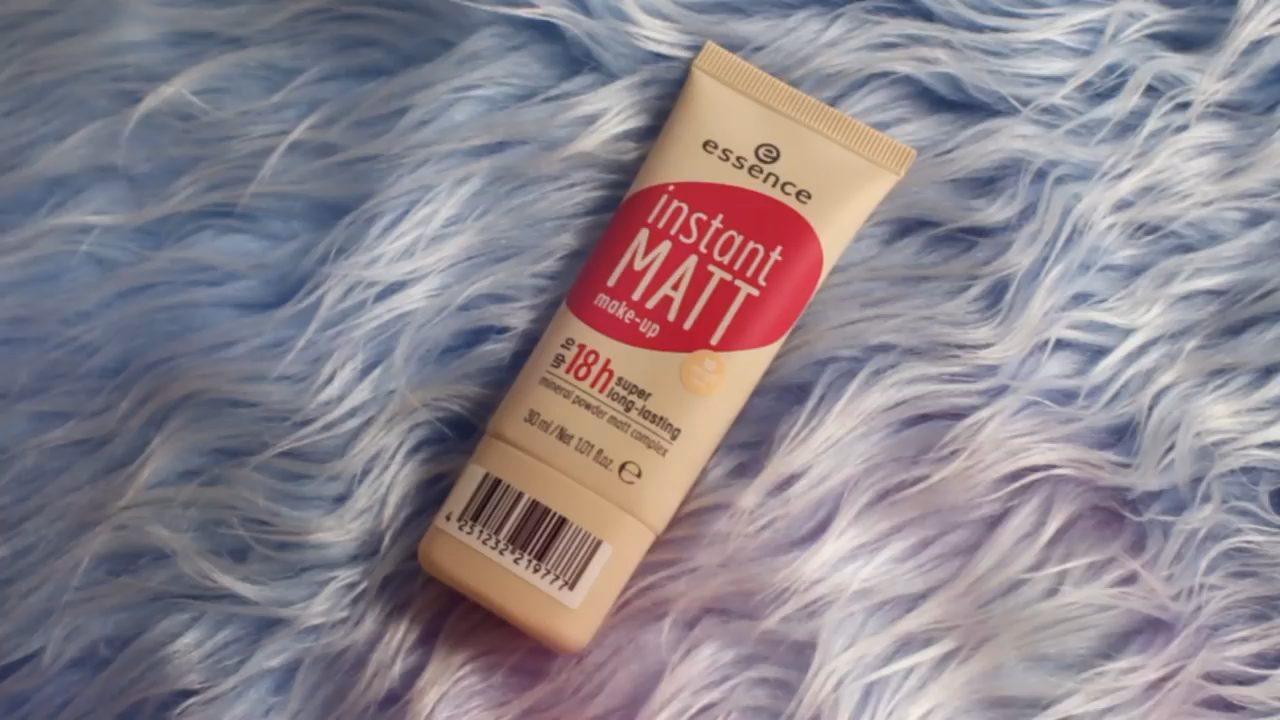 essence
instant
MATT
make-up
up to 18h super
long-lasting
mineral powder matt complex
30 ml/Net 1.01 fl.oz. ℮
4 251232 219777